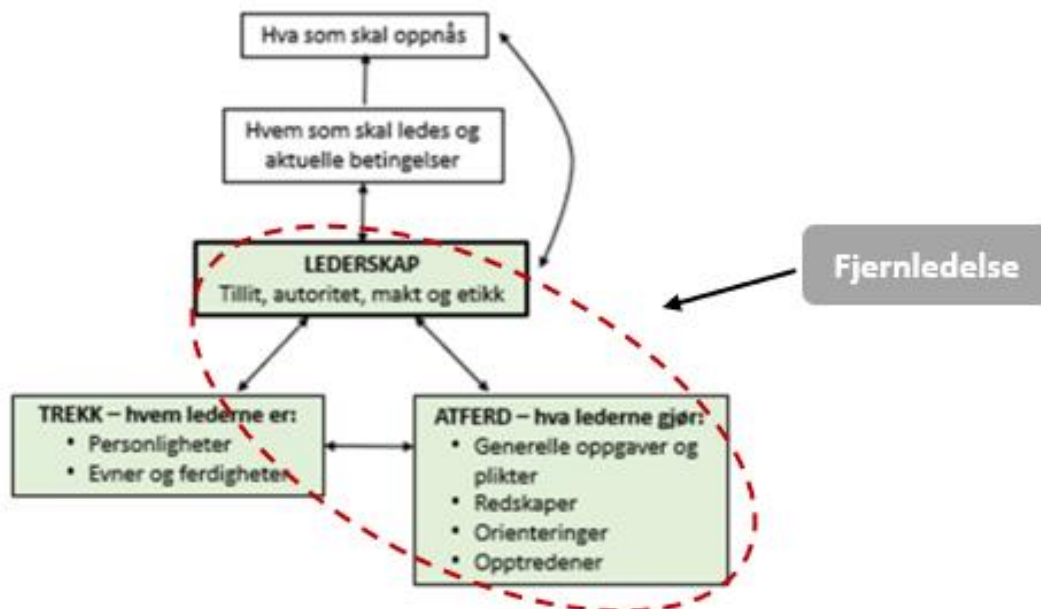 Hva som skal oppnås
Hvem som skal ledes og
aktuelle betingelser
LEDERSKAP
Tillit, autoritet, makt og etikk
Fjernledelse
TREKK – hvem lederne er:
• Personligheter
• Evner og ferdigheter
ATFERD – hva lederne gjør:
• Generelle oppgaver og
plikter
• Redskaper
• Orienteringer
• Opptredener